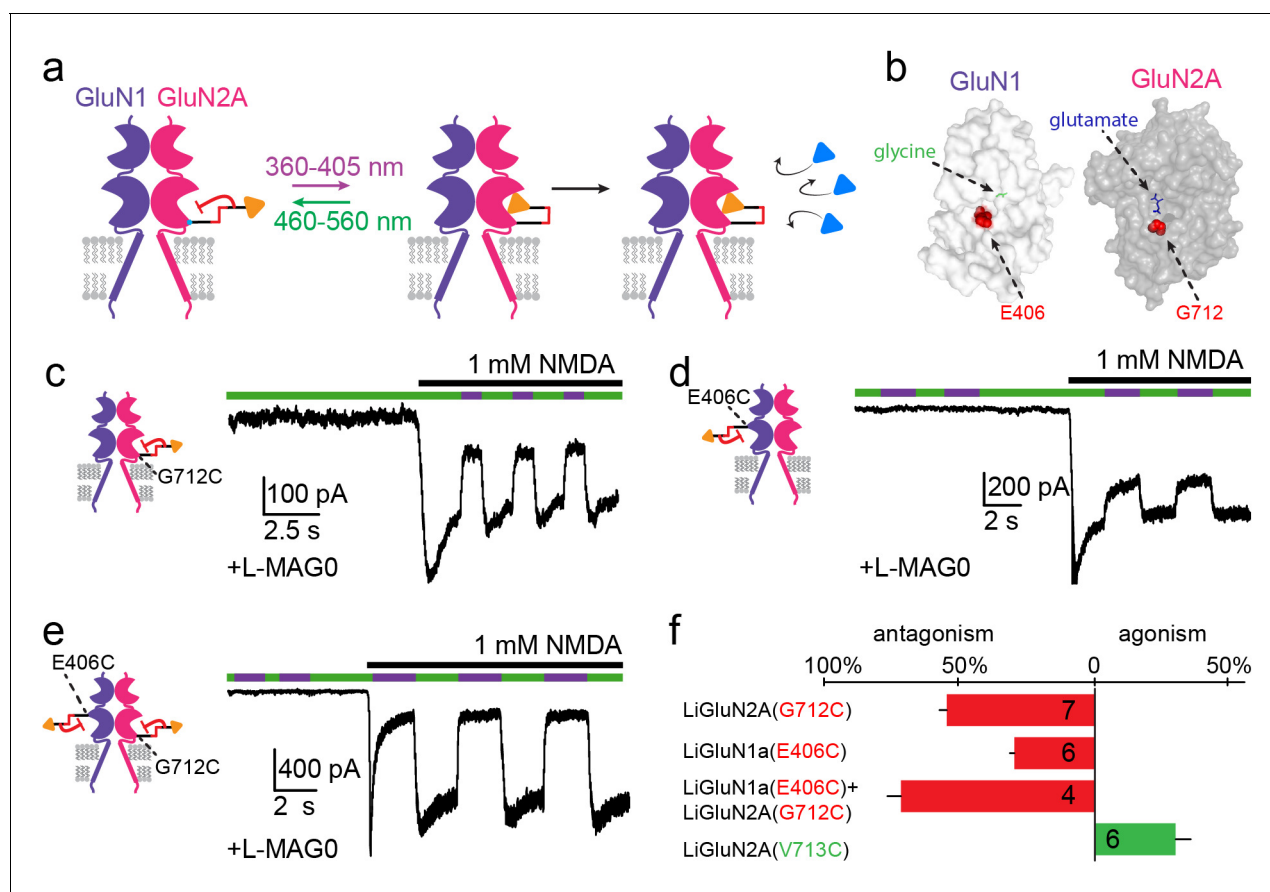 a
GluN1 GluN2A
360-405 nm
460-560 nm
b
GluN1
GluN2A
glutamate
glycine
E406
G712
c
1 mM NMDA
G712C
100 pA
2.5 s
+L-MAG0
d
1 mM NMDA
E406C
200 pA
2 s
+L-MAG0
e
1 mM NMDA
E406C
G712C
400 pA
2 s
+L-MAG0
f
antagonism agonism
100% 50% 0 50%
LiGluN2A(G712C) 7
LiGluN1a(E406C) 6
LiGluN1a(E406C)+
LiGluN2A(G712C) 4
LiGluN2A(V713C) 6